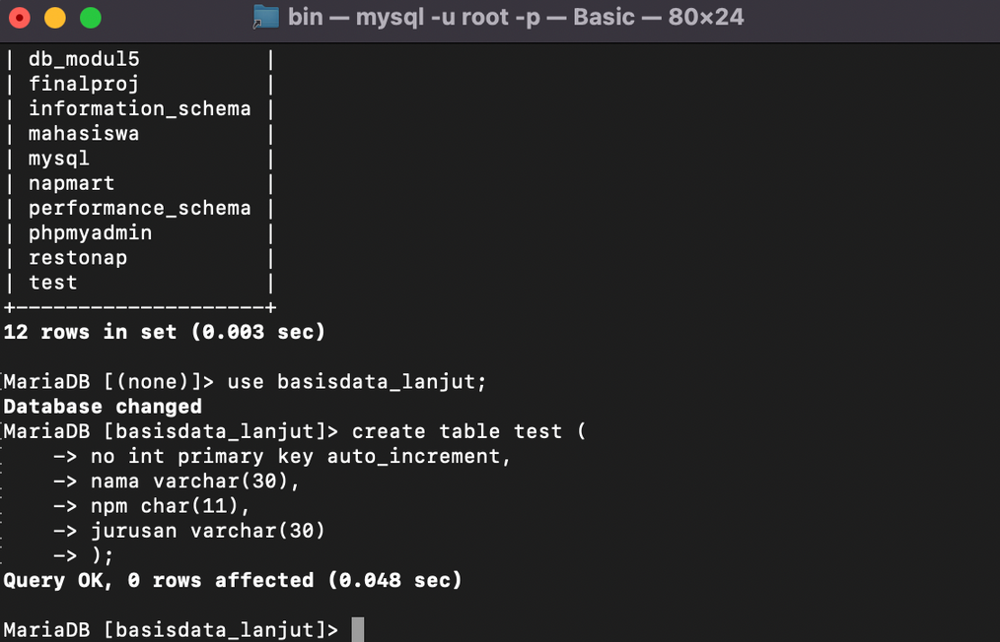 bin — mysql -u root -p — Basic — 80×24
| db_modul5          |
| finalproj          |
| information_schema |
| mahasiswa          |
| mysql              |
| napmart            |
| performance_schema |
| phpmyadmin         |
| restonap           |
| test               |
+--------------------+
12 rows in set (0.003 sec)
MariaDB [(none)]> use basisdata_lanjut;
Database changed
MariaDB [basisdata_lanjut]> create table test (
    -> no int primary key auto_increment,
    -> nama varchar(30),
    -> npm char(11),
    -> jurusan varchar(30)
    -> );
Query OK, 0 rows affected (0.048 sec)
MariaDB [basisdata_lanjut]>